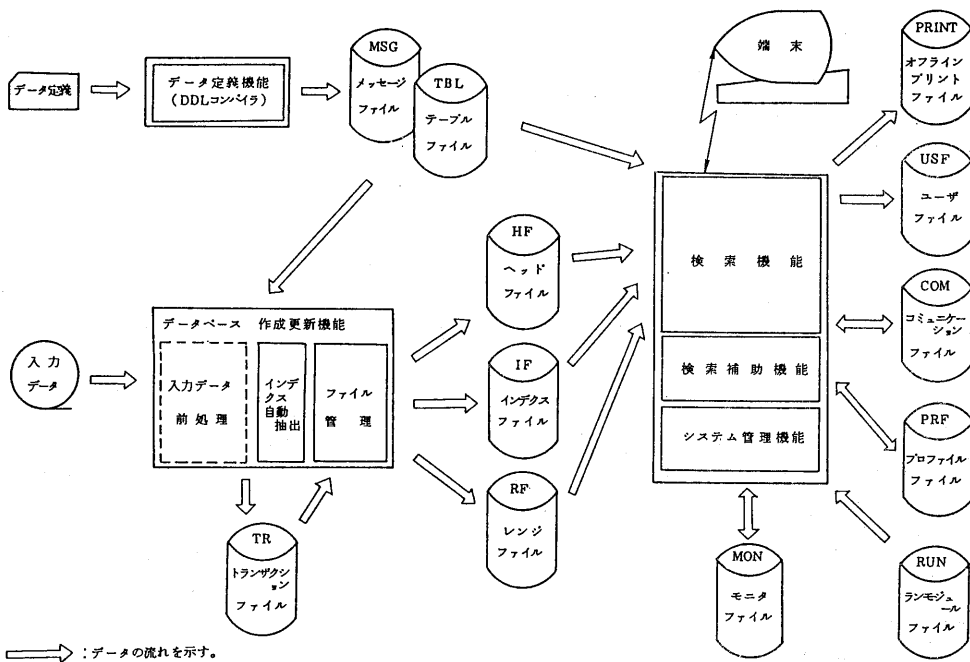 データ定義
データ定義機能
(DDLコンパイラ)
MSG
メッセージ
ファイル
TBL
テーブル
ファイル
端末
PRINT
オフライン
プリント
ファイル
USF
ユーザ
ファイル
HF
ヘッド
ファイル
検索機能
COM
コミュニケー
ション
ファイル
データベース 作成更新機能
入力
データ
入力データ
前処理
インデ
クス
自動
抽出
ファイル
管理
IF
インデクス
ファイル
検索補助機能
システム管理機能
PRF
プロファイル
ファイル
RF
レンジ
ファイル
TR
トランザクシ
ョン
ファイル
MON
モニタ
ファイル
RUN
ランモジュ
ール
ファイル
:データの流れを示す。